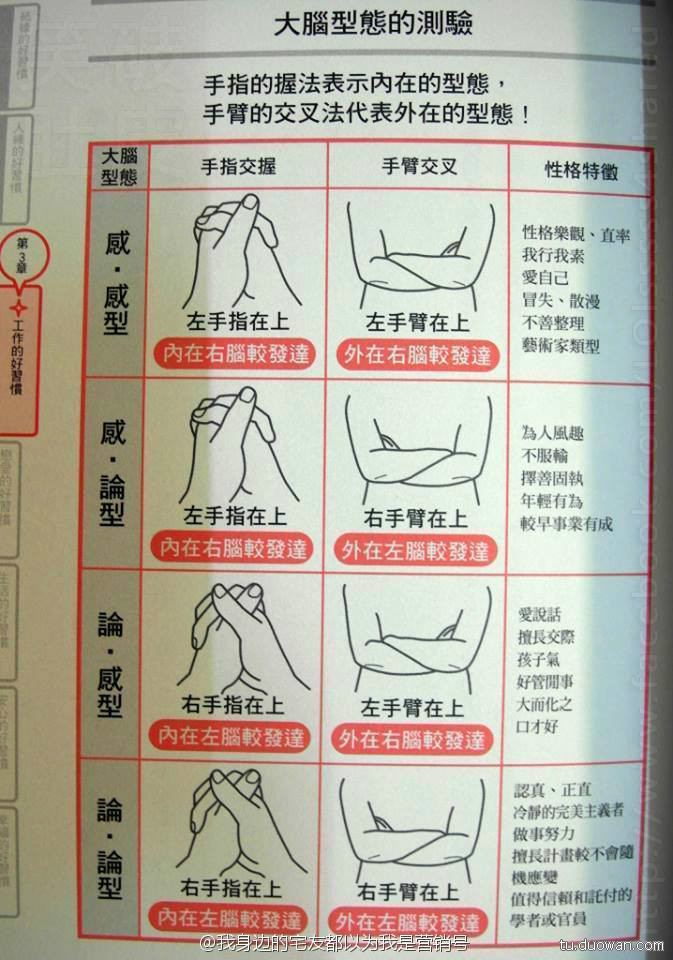 大腦型態的測驗
手指的握法表示內在的型態，
手臂的交叉法代表外在的型態！
大腦
型態
手指交握
手臂交叉
性格特徵
感．感型
左手指在上
內在右腦較發達
左手臂在上
外在右腦較發達
性格樂觀、直率
我行我素
愛自己
冒失、散漫
不善整理
藝術家類型
感．論型
左手指在上
內在右腦較發達
右手臂在上
外在左腦較發達
為人風趣
不服輸
擇善固執
年輕有為
較早事業有成
論．感型
右手指在上
內在左腦較發達
左手臂在上
外在右腦較發達
愛說話
擅長交際
孩子氣
好管閒事
大而化之
口才好
論．論型
右手指在上
內在左腦較發達
右手臂在上
外在左腦較發達
認真、正直
冷靜的完美主義者
做事努力
擅長計畫較不會隨
機應變
值得信賴和託付的
學者或官員
人緣的好習慣
第3章
工作的好習慣
生活的好習慣
@我身边的宅友都以为我是营销号
tu.duowan.com